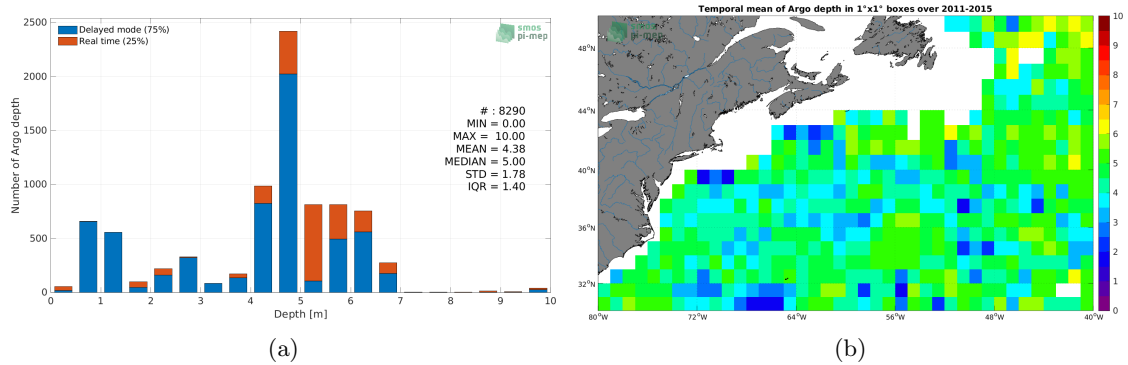 2500
2000
1500
1000
500
0
Number of Argo depth
Delayed mode (75%)
Real time (25%)
smos
pi-mep
# : 8290
MIN = 0.00
MAX = 10.00
MEAN = 4.38
MEDIAN = 5.00
STD = 1.78
IQR = 1.40
0 1 2 3 4 5 6 7 8 9 10
Depth [m]
(a)
Temporal mean of Argo depth in 1°x1° boxes over 2011-2015
smos
pi-mep
48°N
44°N
40°N
36°N
32°N
80°W 72°W 64°W 56°W 48°W 40°W
10
9
8
7
6
5
4
3
2
1
0
(b)